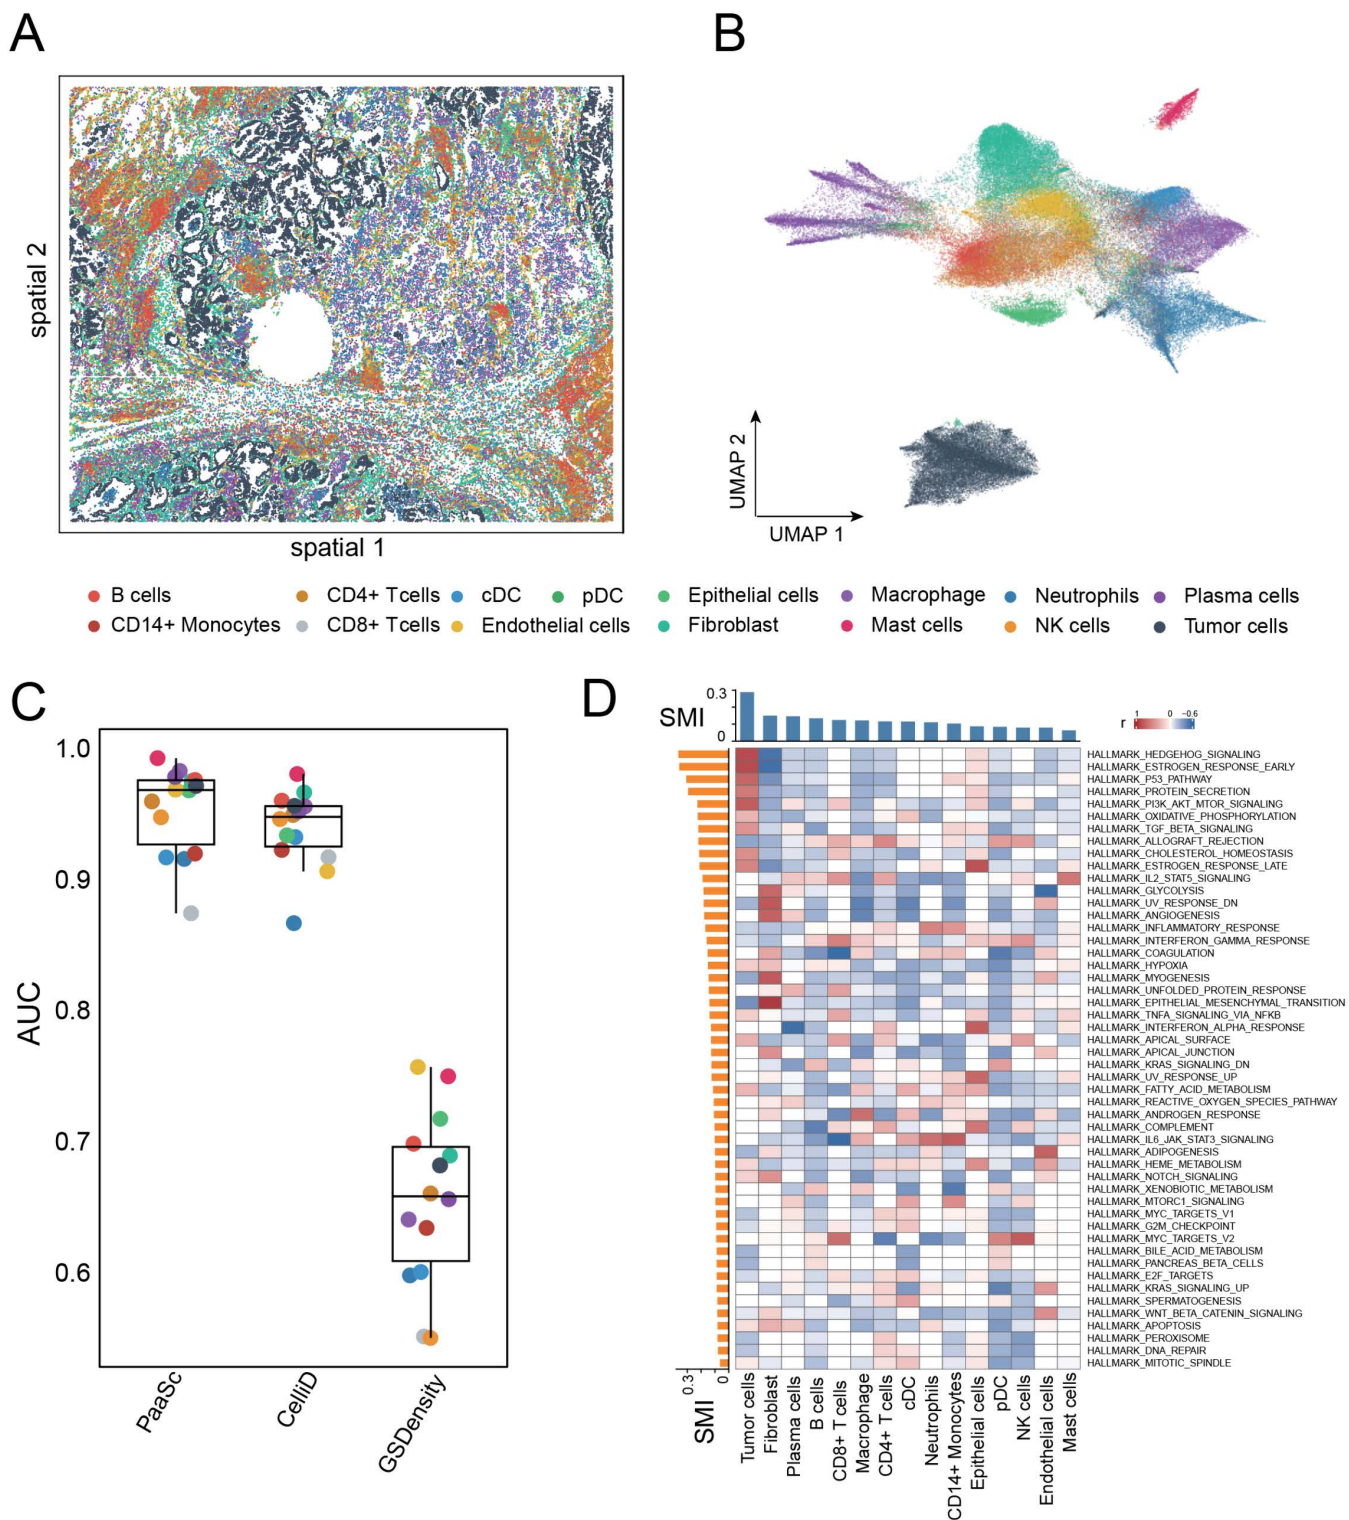 A
B
spatial 2
spatial 1
UMAP 2
UMAP 1
B cells CD4+ Tcells cDC pDC Epithelial cells Macrophage Neutrophils Plasma cells
CD14+ Monocytes CD8+ Tcells Endothelial cells Fibroblast Mast cells NK cells Tumor cells
C
AUC
1.0
0.9
0.8
0.7
0.6
PaaSc
CelliD
GSDensity
D
SMI
0.3
0
r
1 0 -0.6
HALLMARK_HEDGEHOG_SIGNALING
HALLMARK_ESTROGEN_RESPONSE_EARLY
HALLMARK_P53_PATHWAY
HALLMARK_PROTEIN_SECRETION
HALLMARK_PI3K_AKT_MTOR_SIGNALING
HALLMARK_OXIDATIVE_PHOSPHORYLATION
HALLMARK_TGF_BETA_SIGNALING
HALLMARK_ALLOGRAFT_REJECTION
HALLMARK_CHOLESTEROL_HOMEOSTASIS
HALLMARK_ESTROGEN_RESPONSE_LATE
HALLMARK_IL2_STAT5_SIGNALING
HALLMARK_GLYCOLYSIS
HALLMARK_UV_RESPONSE_DN
HALLMARK_ANGIOGENESIS
HALLMARK_INFLAMMATORY_RESPONSE
HALLMARK_INTERFERON_GAMMA_RESPONSE
HALLMARK_COAGULATION
HALLMARK_HYPOXIA
HALLMARK_MYOGENESIS
HALLMARK_UNFOLDED_PROTEIN_RESPONSE
HALLMARK_EPITHELIAL_MESENCHYMAL_TRANSITION
HALLMARK_TNFA_SIGNALING_VIA_NFKB
HALLMARK_INTERFERON_ALPHA_RESPONSE
HALLMARK_APICAL_SURFACE
HALLMARK_APICAL_JUNCTION
HALLMARK_KRAS_SIGNALING_DN
HALLMARK_UV_RESPONSE_UP
HALLMARK_FATTY_ACID_METABOLISM
HALLMARK_REACTIVE_OXYGEN_SPECIES_PATHWAY
HALLMARK_ANDROGEN_RESPONSE
HALLMARK_COMPLEMENT
HALLMARK_IL6_JAK_STAT3_SIGNALING
HALLMARK_ADIPOGENESIS
HALLMARK_HEME_METABOLISM
HALLMARK_NOTCH_SIGNALING
HALLMARK_XENOBIOTIC_METABOLISM
HALLMARK_MTORC1_SIGNALING
HALLMARK_MYC_TARGETS_V1
HALLMARK_G2M_CHECKPOINT
HALLMARK_MYC_TARGETS_V2
HALLMARK_BILE_ACID_METABOLISM
HALLMARK_PANCREAS_BETA_CELLS
HALLMARK_E2F_TARGETS
HALLMARK_KRAS_SIGNALING_UP
HALLMARK_SPERMATOGENESIS
HALLMARK_WNT_BETA_CATENIN_SIGNALING
HALLMARK_APOPTOSIS
HALLMARK_PEROXISOME
HALLMARK_DNA_REPAIR
HALLMARK_MITOTIC_SPINDLE
0.3
0
SMI
Tumor cells
Fibroblast
Plasma cells
B cells
CD8+ T cells
Macrophage
CD4+ T cells
cDC
Neutrophils
CD14+ Monocytes
Epithelial cells
pDC
NK cells
Endothelial cells
Mast cells